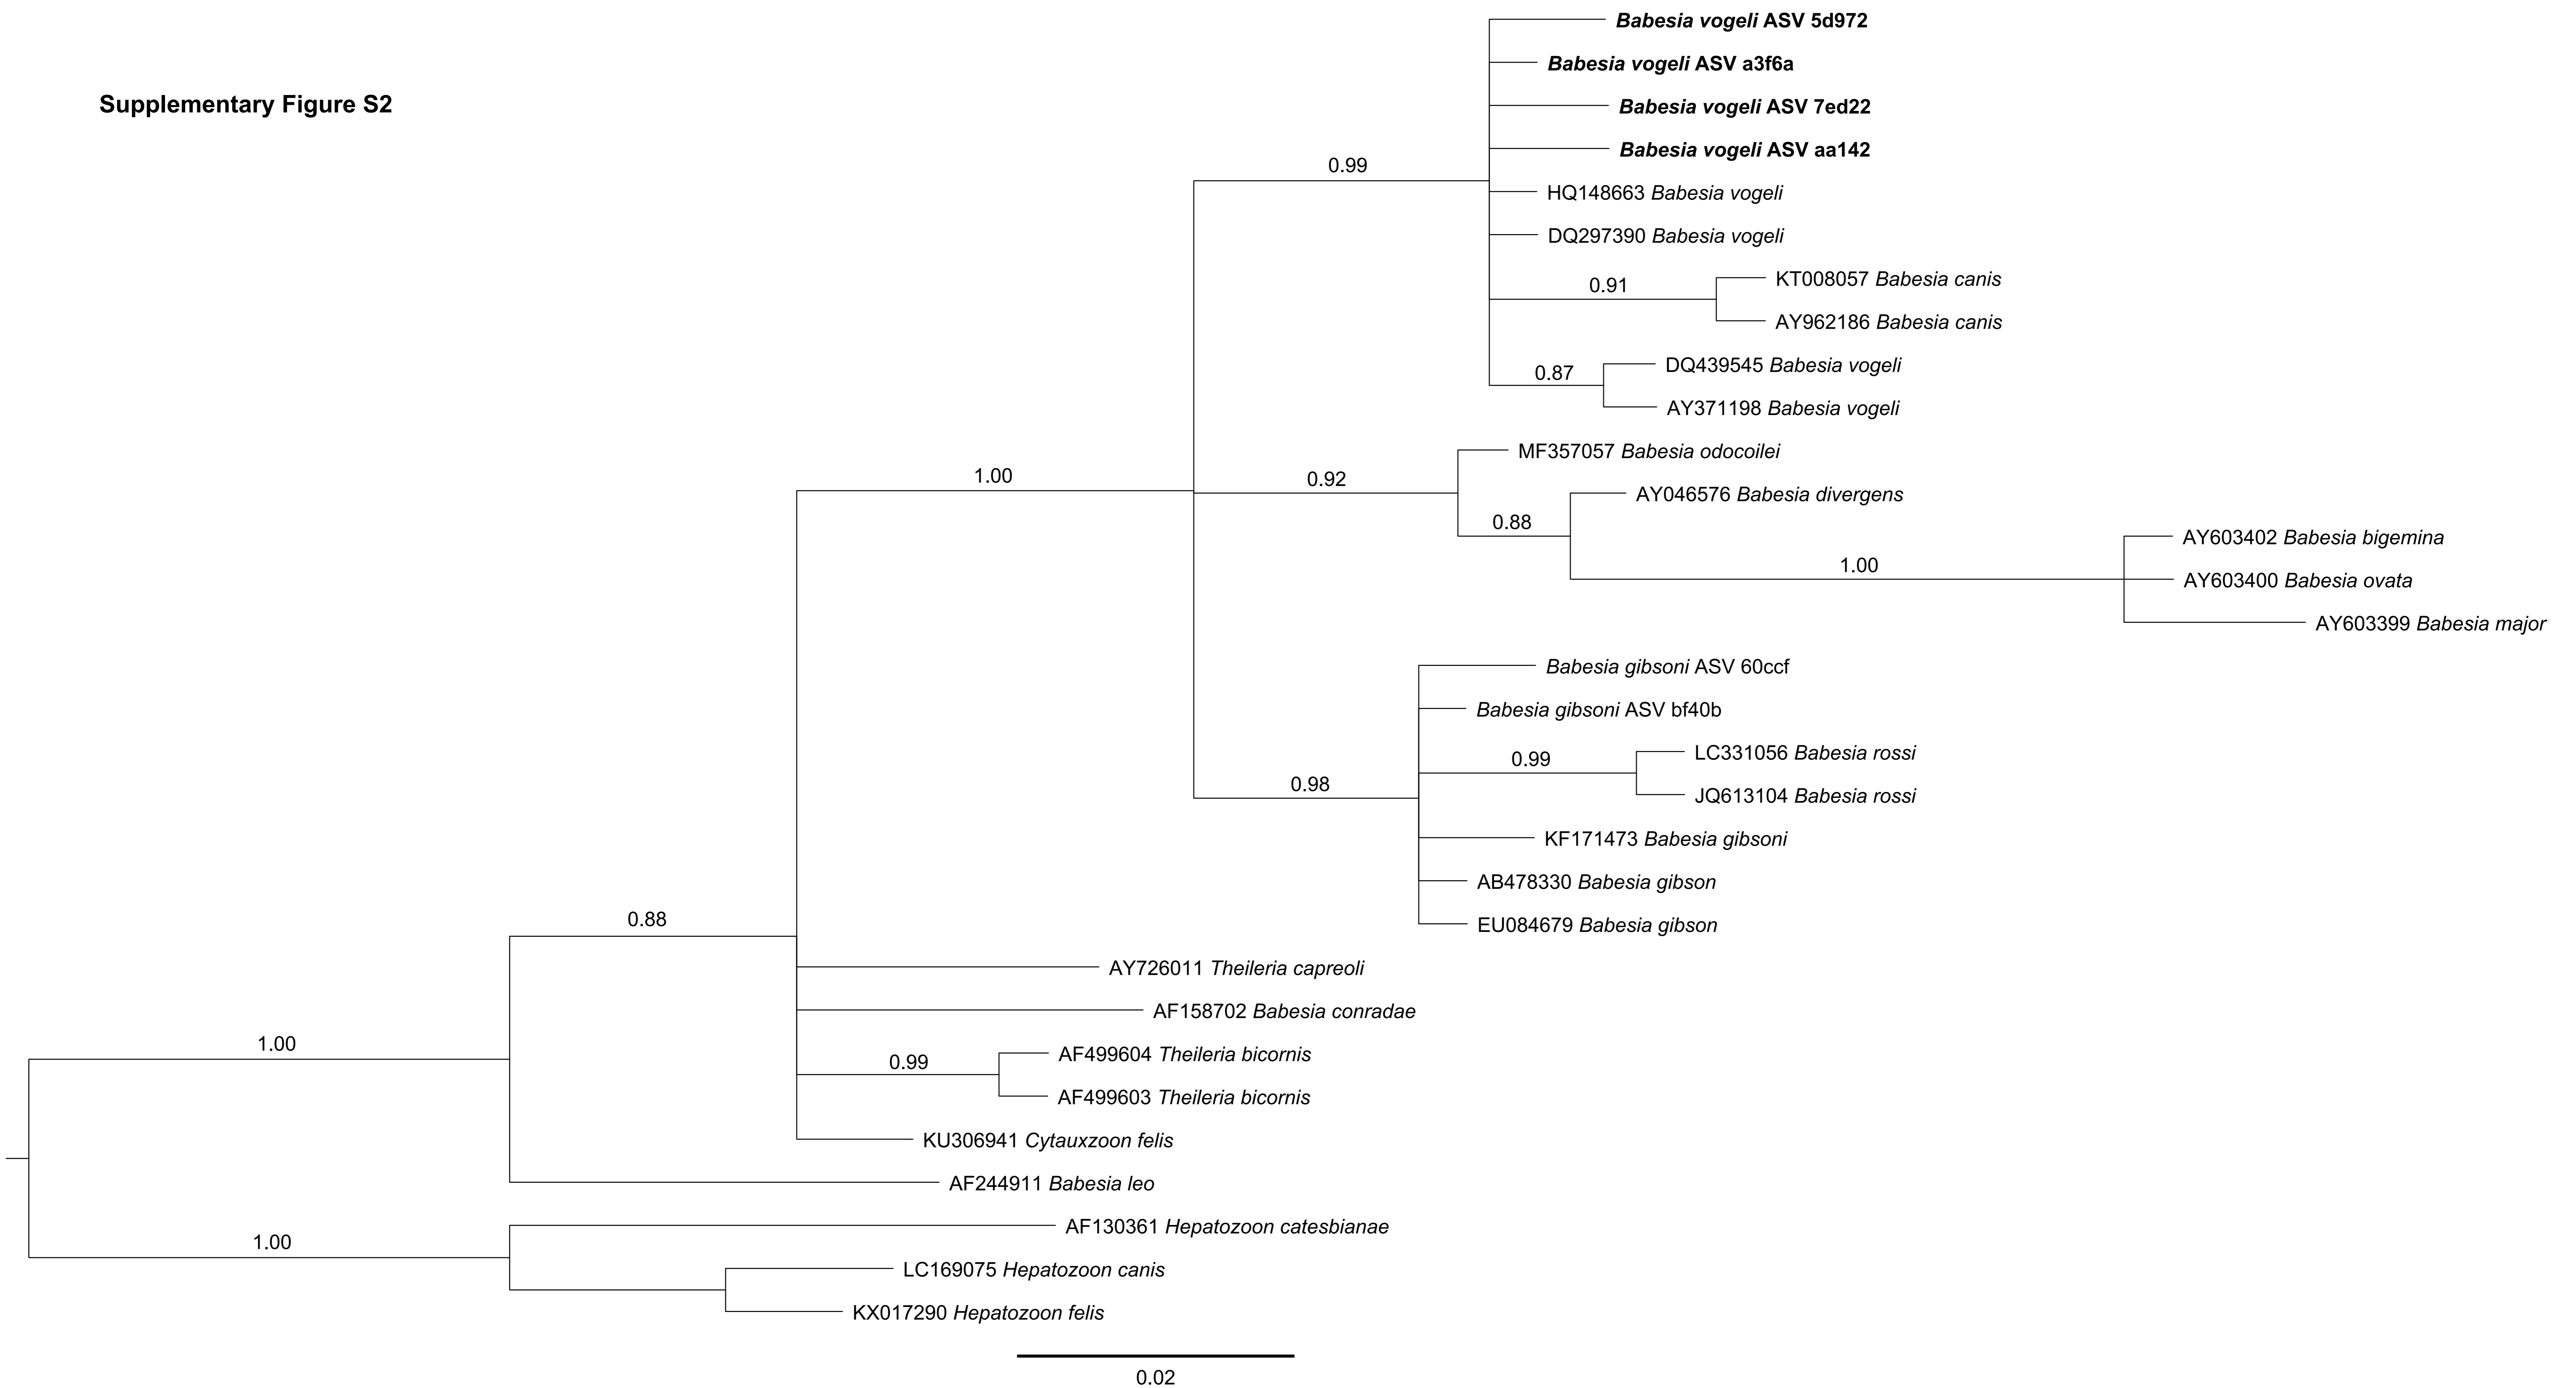 Babesia vogeli ASV 5d972
Babesia vogeli ASV a3f6a
Supplementary Figure S2
Babesia vogeli ASV 7ed22
Babesia vogeli ASV aa142
0.99
HQ148663 Babesia vogeli
DQ297390 Babesia vogeli
KT008057 Babesia canis
0.91
AY962186 Babesia canis
DQ439545 Babesia vogeli
0.87
AY371198 Babesia vogeli
MF357057 Babesia odocoilei
1.00
0.92
AY046576 Babesia divergens
0.88
AY603402 Babesia bigemina
1.00
AY603400 Babesia ovata
AY603399 Babesia major
Babesia gibsoni ASV 60ccf
Babesia gibsoni ASV bf40b
LC331056 Babesia rossi
0.99
0.98
JQ613104 Babesia rossi
KF171473 Babesia gibsoni
AB478330 Babesia gibson
0.88
EU084679 Babesia gibson
AY726011 Theileria capreoli
AF158702 Babesia conradae
1.00
AF499604 Theileria bicornis
0.99
AF499603 Theileria bicornis
KU306941 Cytauxzoon felis
AF244911 Babesia leo
AF130361 Hepatozoon catesbianae
1.00
LC169075 Hepatozoon canis
KX017290 Hepatozoon felis
0.02